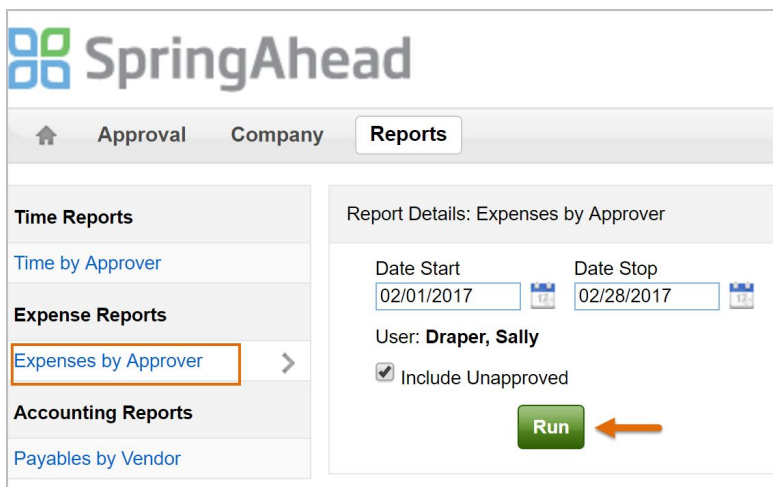 SpringAhead
Approval Company Reports
Time Reports
Time by Approver
Expense Reports
Expenses by Approver
Accounting Reports
Payables by Vendor
Report Details: Expenses by Approver
Date Start Date Stop
02/01/2017 17 02/28/2017 17
User: Draper, Sally
Include Unapproved
Run